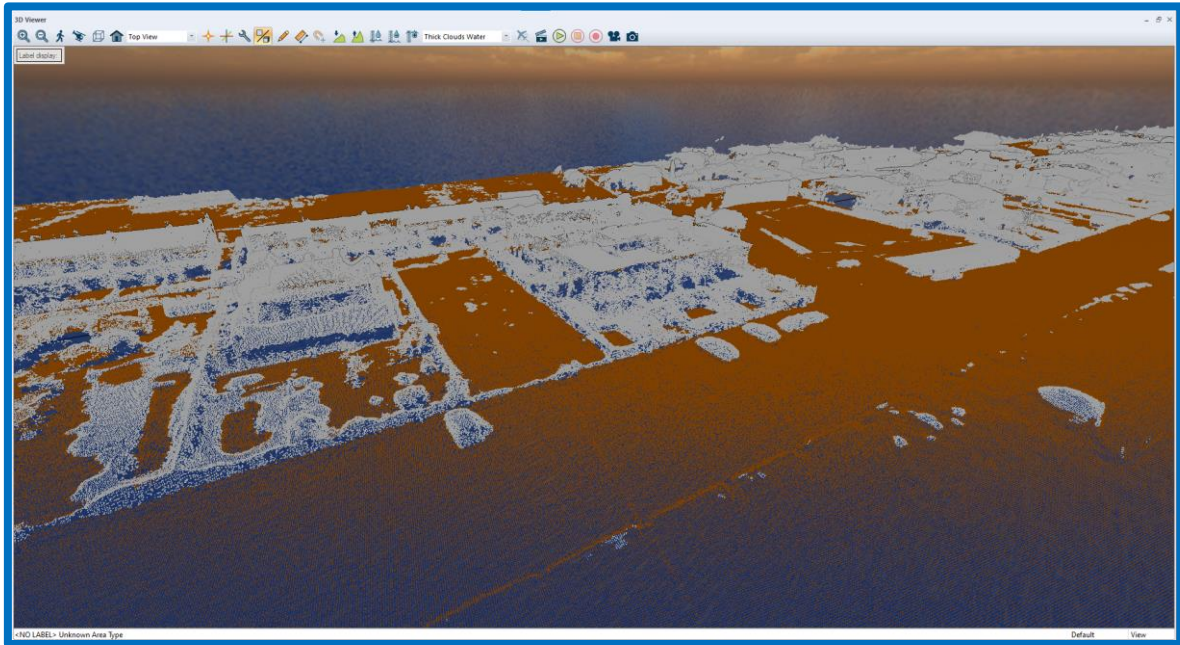 3D Viewer
Top View
Thick Clouds Water
Label display:
<NO LABEL> Unknown Area Type
Default
View